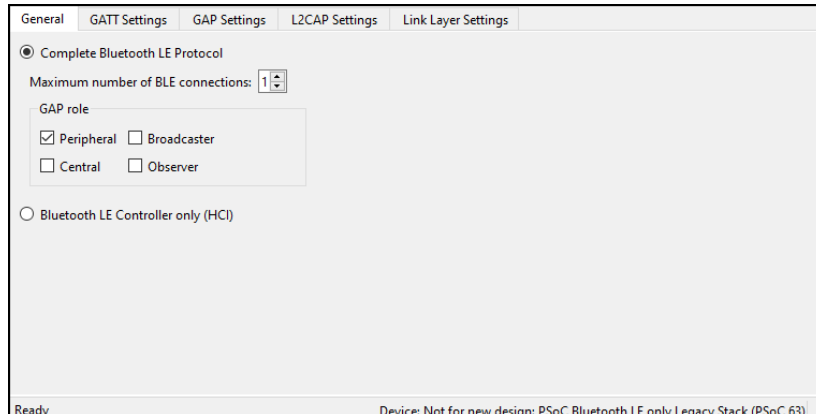 General GATT Settings GAP Settings L2CAP Settings Link Layer Settings
Complete Bluetooth LE Protocol
Maximum number of BLE connections: 1
GAP role
Peripheral Broadcaster
Central Observer
Bluetooth LE Controller only (HCI)
Ready Device: Not for new design: PSoC Bluetooth LE only Legacy Stack (PSoC 63)